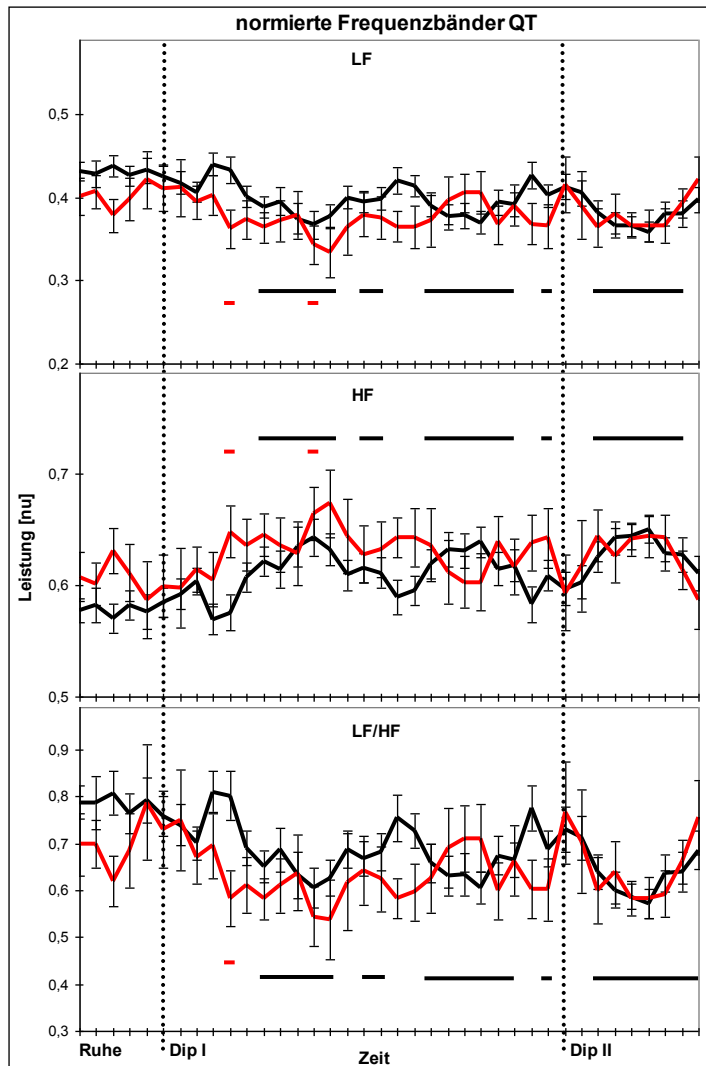 normierte Frequenzbänder QT
LF
0,5
0,4
0,3
0,2
HF
0,7
0,6
0,5
Leistung [nu]
LF/HF
0,9
0,8
0,7
0,6
0,5
0,4
0,3
Ruhe Dip I Zeit Dip II